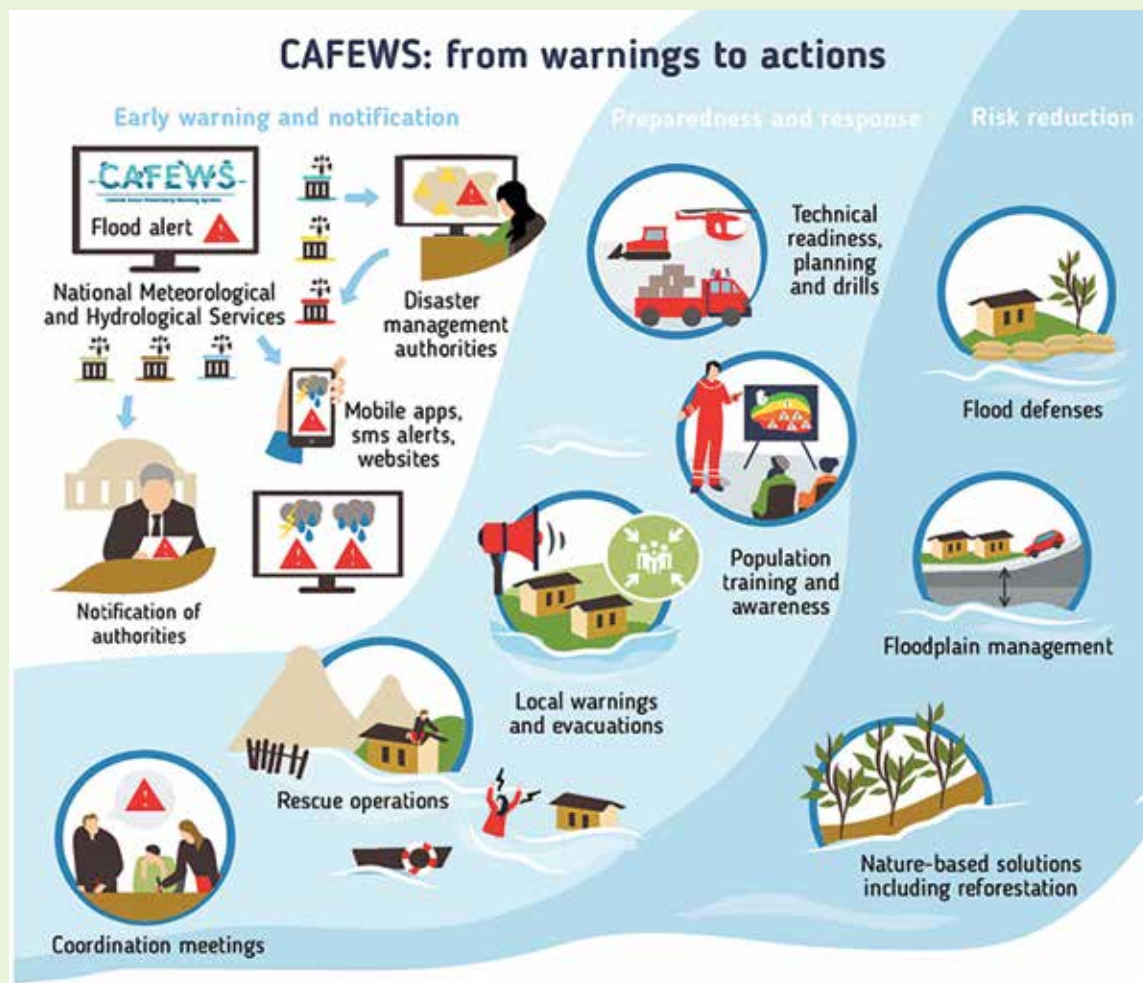 CAFEWS: from warnings to actions
Early warning and notification
CAFEWS
Flood alert
National Meteorological
and Hydrological Services
Disaster
management
authorities
Mobile apps,
sms alerts,
websites
Notification of
authorities
Preparedness and response
Technical
readiness,
planning
and drills
Population
training and
awareness
Local warnings
and evacuations
Rescue operations
Coordination meetings
Risk reduction
Flood defenses
Floodplain management
Nature-based solutions
including reforestation